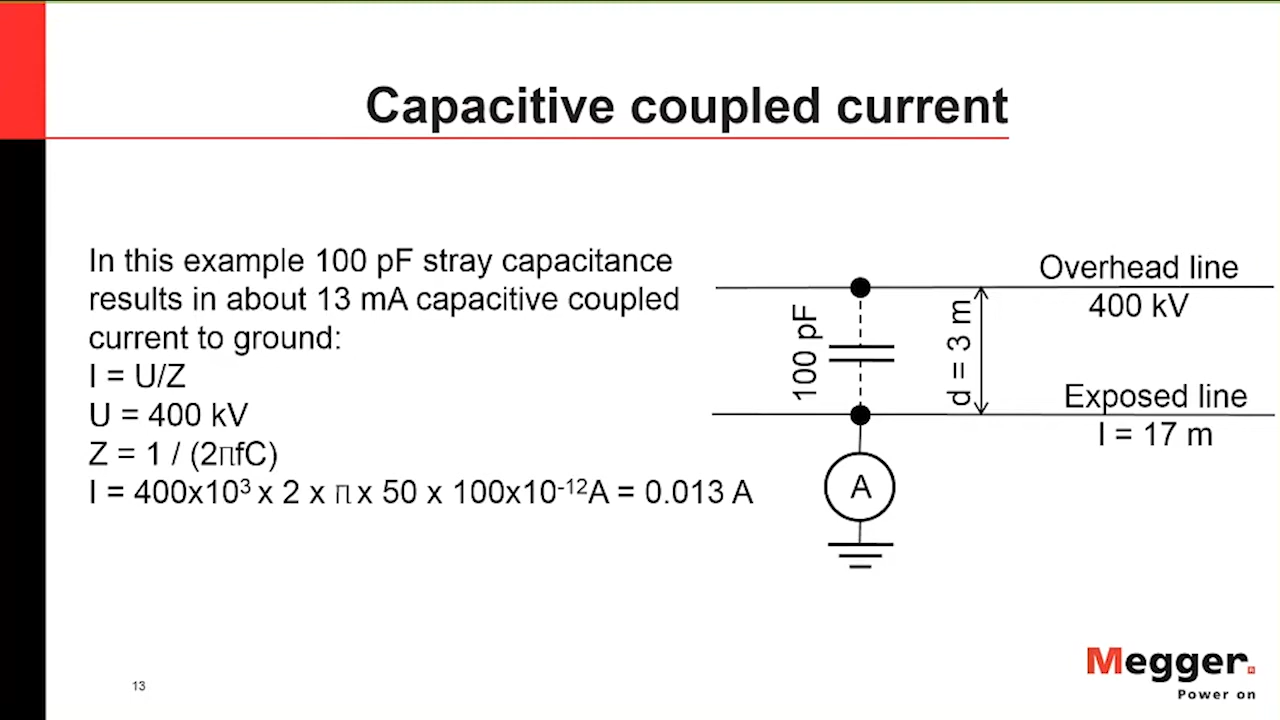 Capacitive coupled current
In this example 100 pF stray capacitance
results in about 13 mA capacitive coupled
current to ground:
I = U/Z
U = 400 kV
Z = 1 / (2πfC)
I = 400x10³ x 2 x π x 50 x 100x10⁻¹²A = 0.013 A
100 pF
d = 3 m
Overhead line
400 kV
Exposed line
l = 17 m
A
13
Megger.
Power on